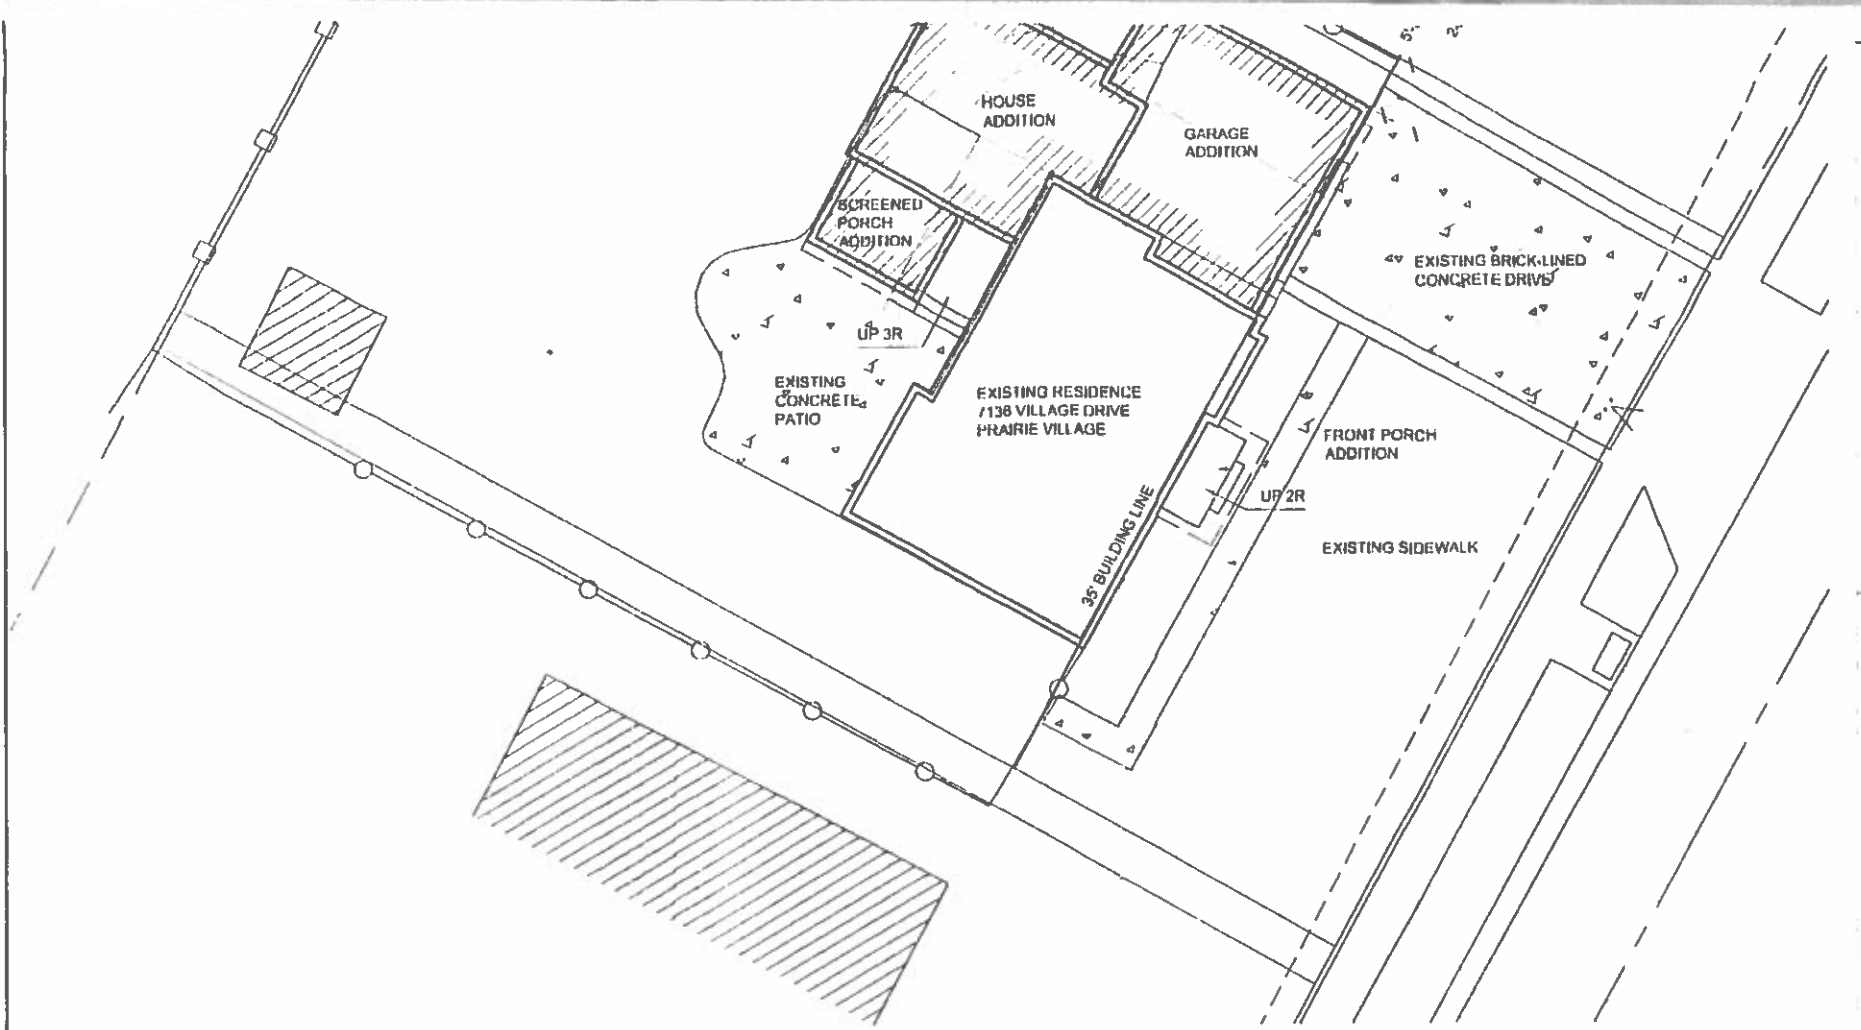 HOUSE
ADDITION
GARAGE
ADDITION
SCREENED
PORCH
ADDITION
EXISTING BRICK-LINED
CONCRETE DRIVE
UP 3R
EXISTING
CONCRETE
PATIO
EXISTING RESIDENCE
7136 VILLAGE DRIVE
PRAIRIE VILLAGE
FRONT PORCH
ADDITION
UP 2R
35' BUILDING LINE
EXISTING SIDEWALK